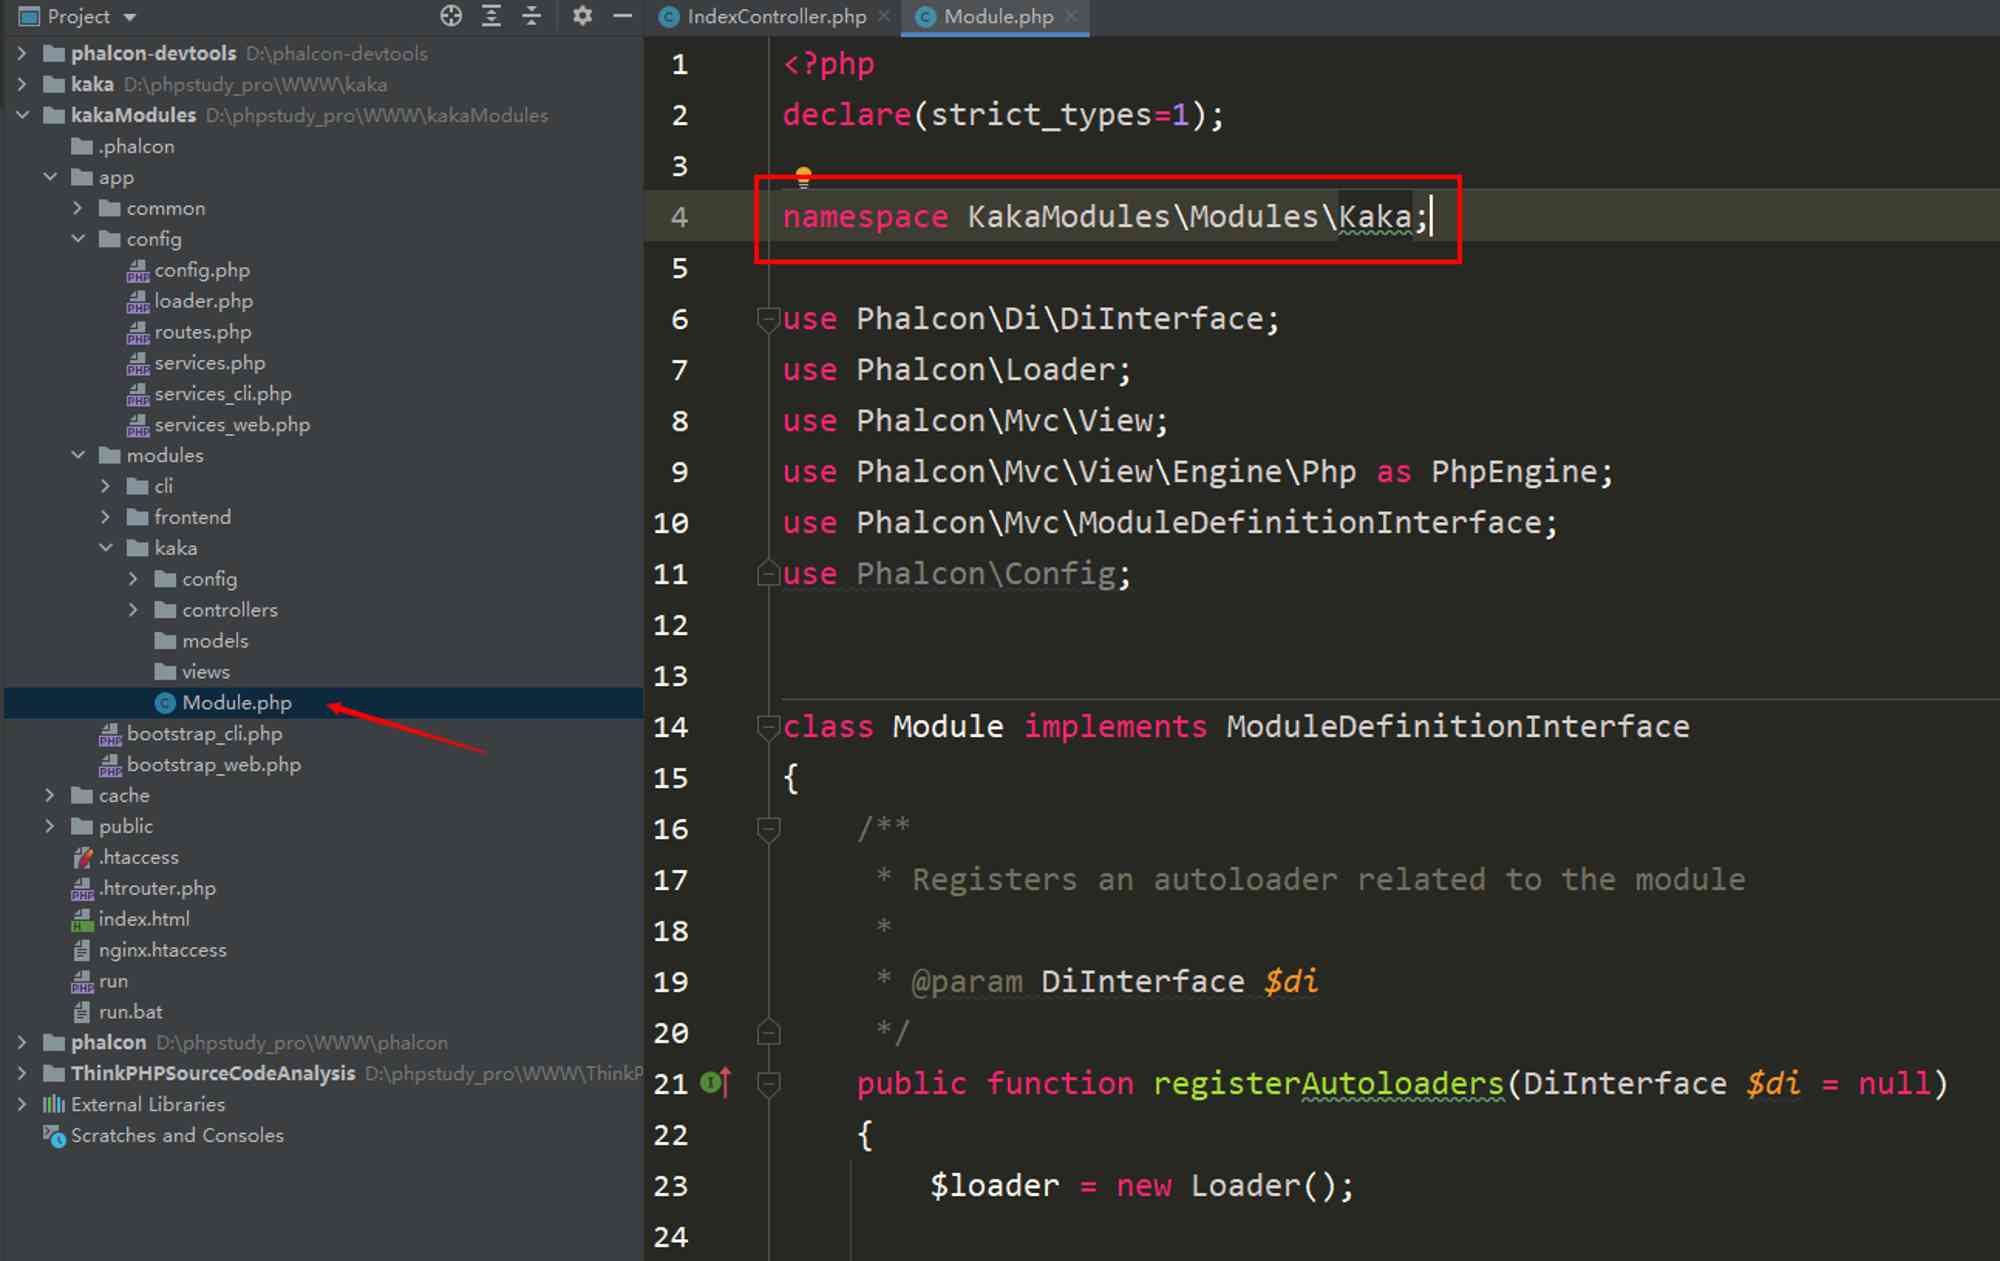 Project
phalcon-devtools D:\phalcon-devtools
kaka D:\phpstudy_pro\WWW\kaka
kakaModules D:\phpstudy_pro\WWW\kakaModules
.phalcon
app
common
config
config.php
loader.php
routes.php
services.php
services_cli.php
services_web.php
modules
cli
frontend
kaka
config
controllers
models
views
Module.php
bootstrap_cli.php
bootstrap_web.php
cache
public
.htaccess
.htrouter.php
index.html
nginx.htaccess
run
run.bat
phalcon D:\phpstudy_pro\WWW\phalcon
ThinkPHPSourceCodeAnalysis D:\phpstudy_pro\WWW\ThinkP
External Libraries
Scratches and Consoles
IndexController.php Module.php
1 <?php
2 declare(strict_types=1);
3
4 namespace KakaModules\Modules\Kaka;
5
6 use Phalcon\Di\DiInterface;
7 use Phalcon\Loader;
8 use Phalcon\Mvc\View;
9 use Phalcon\Mvc\View\Engine\Php as PhpEngine;
10 use Phalcon\Mvc\ModuleDefinitionInterface;
11 use Phalcon\Config;
12
13
14 class Module implements ModuleDefinitionInterface
15 {
16 /**
17 * Registers an autoloader related to the module
18 *
19 * @param DiInterface $di
20 */
21 public function registerAutoloaders(DiInterface $di = null)
22 {
23 $loader = new Loader();
24